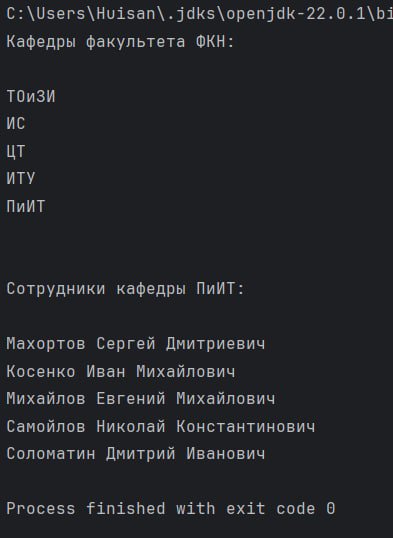 C:\Users\Huisan\.jdks\openjdk-22.0.1\bi
Кафедры факультета ФКН:
ТОиЗИ
ИС
ЦТ
ИТУ
ПиИТ
Сотрудники кафедры ПиИТ:
Махортов Сергей Дмитриевич
Косенко Иван Михайлович
Михайлов Евгений Михайлович
Самойлов Николай Константинович
Соломатин Дмитрий Иванович
Process finished with exit code 0